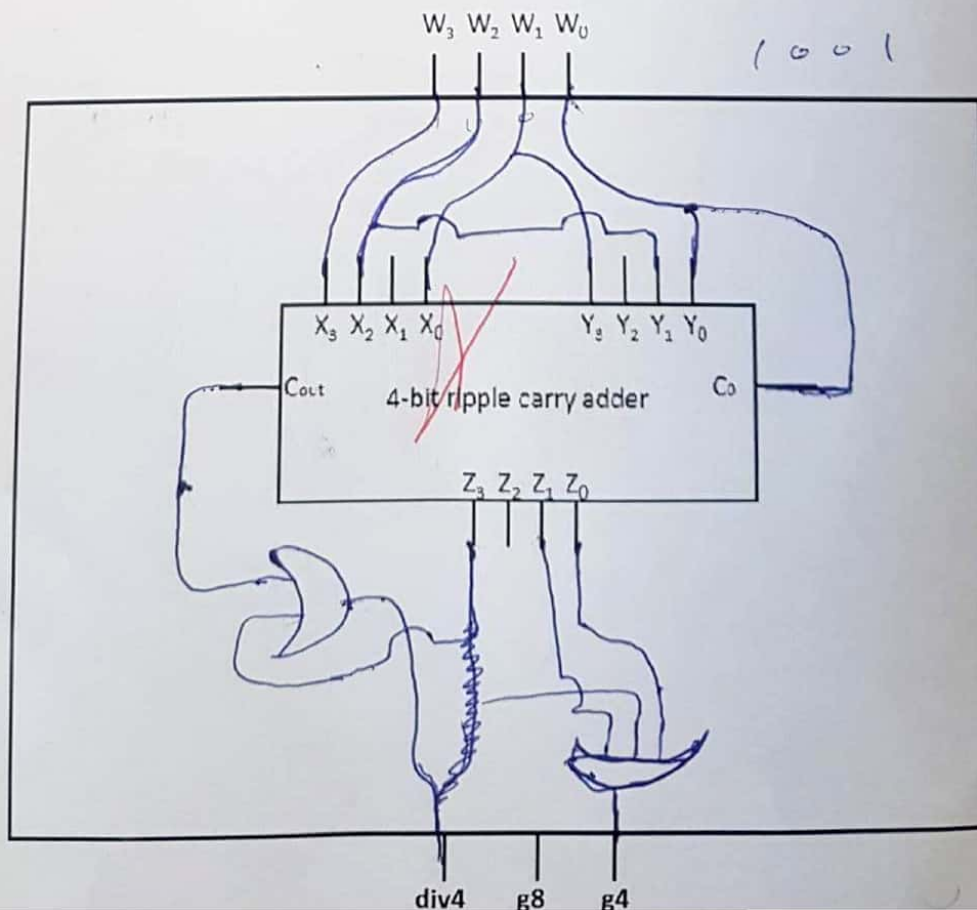 W₃ W₂ W₁ W₀
1 0 0 1
X₃ X₂ X₁ X₀ Y₃ Y₂ Y₁ Y₀
Cout 4-bit ripple carry adder C₀
Z₃ Z₂ Z₁ Z₀
div4 g8 g4